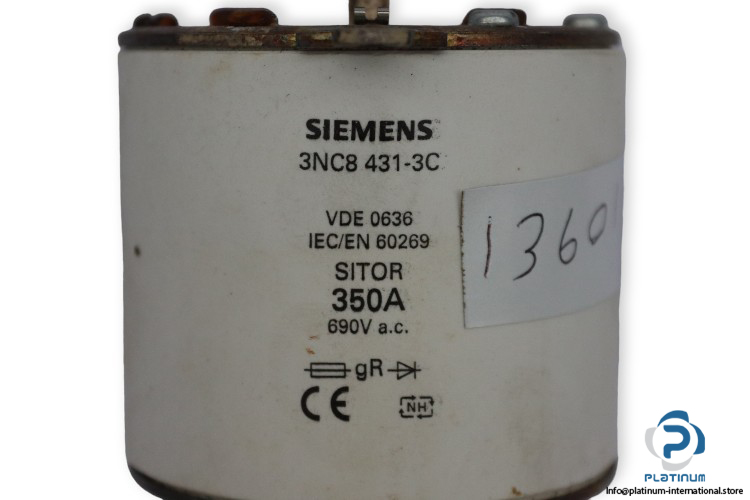 SIEMENS
3NC8 431-3C
VDE 0636
IEC/EN 60269
SITOR
350A
690V a.c.
gR
CE
NH
1360
PLATINUM
info@platinum-international.store